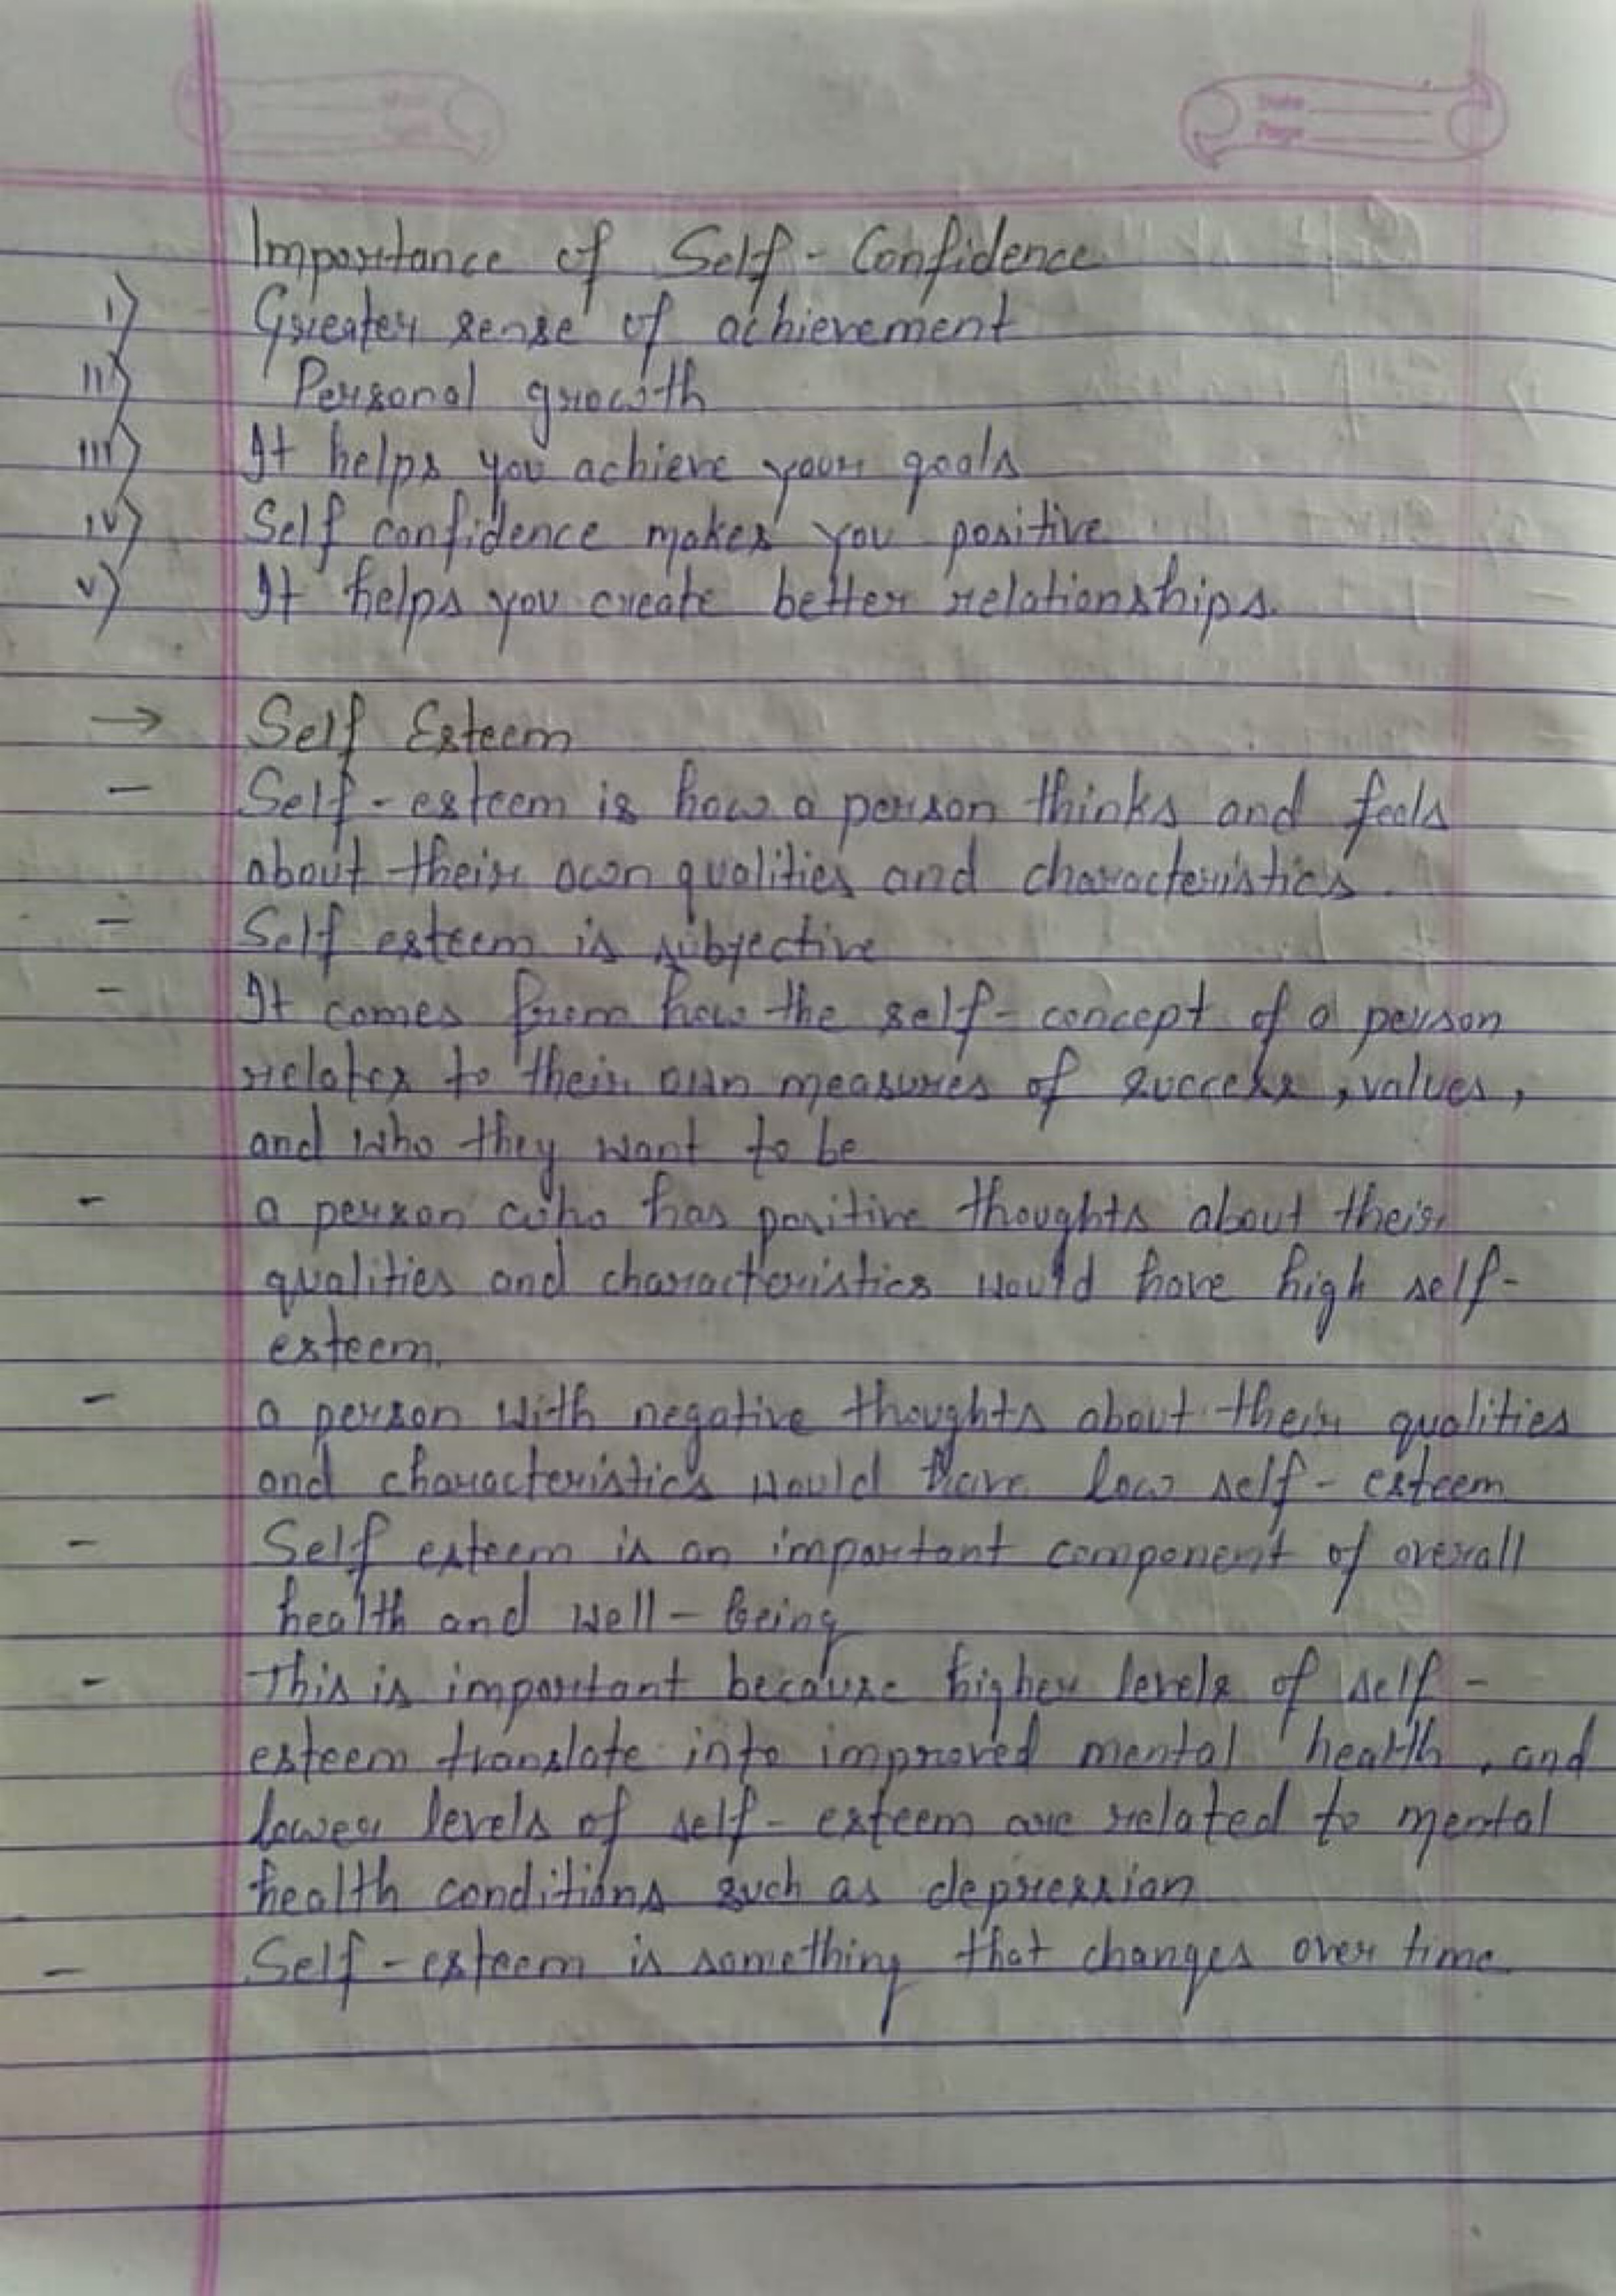 Date
Page
Importance of Self-Confidence
i) Greater sense of achievement
ii) Personal growth
iii) It helps you achieve your goals
iv) Self confidence makes you positive
v) It helps you create better relationships.
→ Self Esteem
- Self-esteem is how a person thinks and feels
about their own qualities and characteristics.
- Self esteem is subjective
- It comes from how the self-concept of a person
relates to their own measures of success, values,
and who they want to be
- a person who has positive thoughts about their
qualities and characteristics would have high self-
esteem.
- a person with negative thoughts about their qualities
and characteristics would have low self-esteem
- Self esteem is an important component of overall
health and well-being
- This is important because higher levels of self-
esteem translate into improved mental health, and
lower levels of self-esteem are related to mental
health conditions such as depression
- Self-esteem is something that changes over time